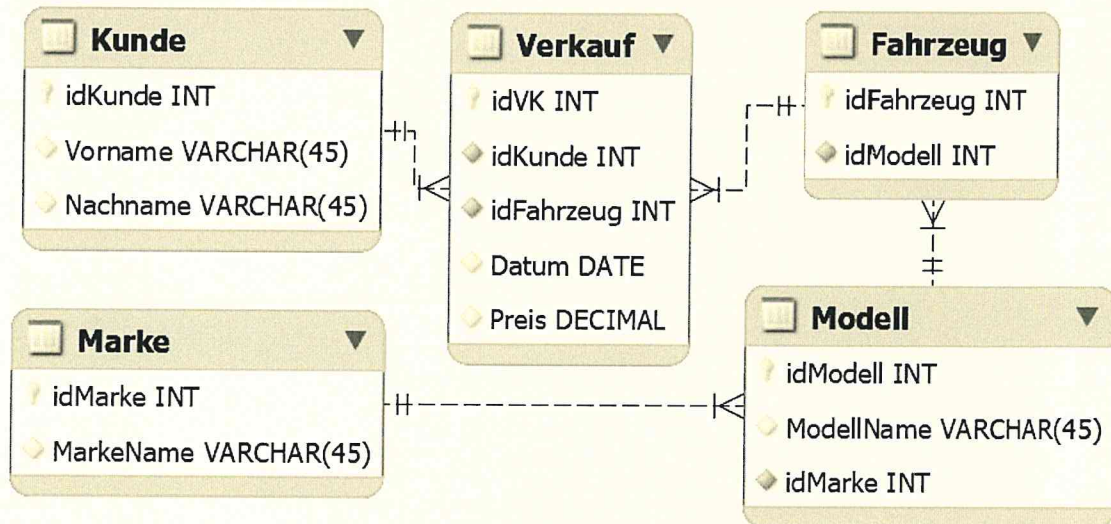 Kunde
idKunde INT
Vorname VARCHAR(45)
Nachname VARCHAR(45)
Verkauf
idVK INT
idKunde INT
idFahrzeug INT
Datum DATE
Preis DECIMAL
Fahrzeug
idFahrzeug INT
idModell INT
Marke
idMarke INT
MarkeName VARCHAR(45)
Modell
idModell INT
ModellName VARCHAR(45)
idMarke INT